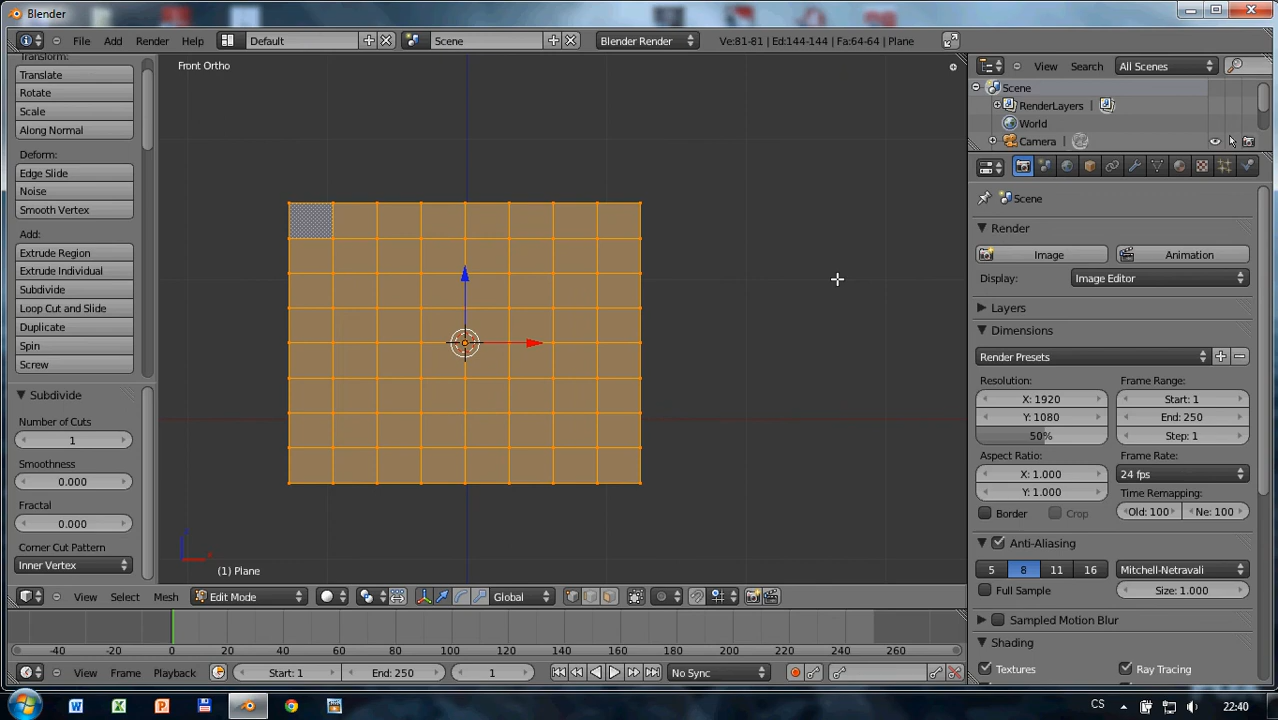 Blender
File Add Render Help Default Scene Blender Render Ve:81-81 | Ed:144-144 | Fa:64-64 | Plane
Transform:
Translate
Rotate
Scale
Along Normal
Deform:
Edge Slide
Noise
Smooth Vertex
Add:
Extrude Region
Extrude Individual
Subdivide
Loop Cut and Slide
Duplicate
Spin
Screw
Subdivide
Number of Cuts
1
Smoothness
0.000
Fractal
0.000
Corner Cut Pattern
Inner Vertex
Front Ortho
(1) Plane
View Select Mesh Edit Mode Global
-40 -20 0 20 40 60 80 100 120 140 160 180 200 220 240 260
View Frame Playback Start: 1 End: 250 1 No Sync
View Search All Scenes
Scene
RenderLayers
World
Camera
Scene
Render
Image Animation
Display: Image Editor
Layers
Dimensions
Render Presets
Resolution: Frame Range:
X: 1920 Start: 1
Y: 1080 End: 250
50% Step: 1
Aspect Ratio: Frame Rate:
X: 1.000 24 fps
Y: 1.000 Time Remapping:
Border Crop Old: 100 Ne: 100
Anti-Aliasing
5 8 11 16 Mitchell-Netravali
Full Sample Size: 1.000
Sampled Motion Blur
Shading
Textures Ray Tracing
CS 22:40